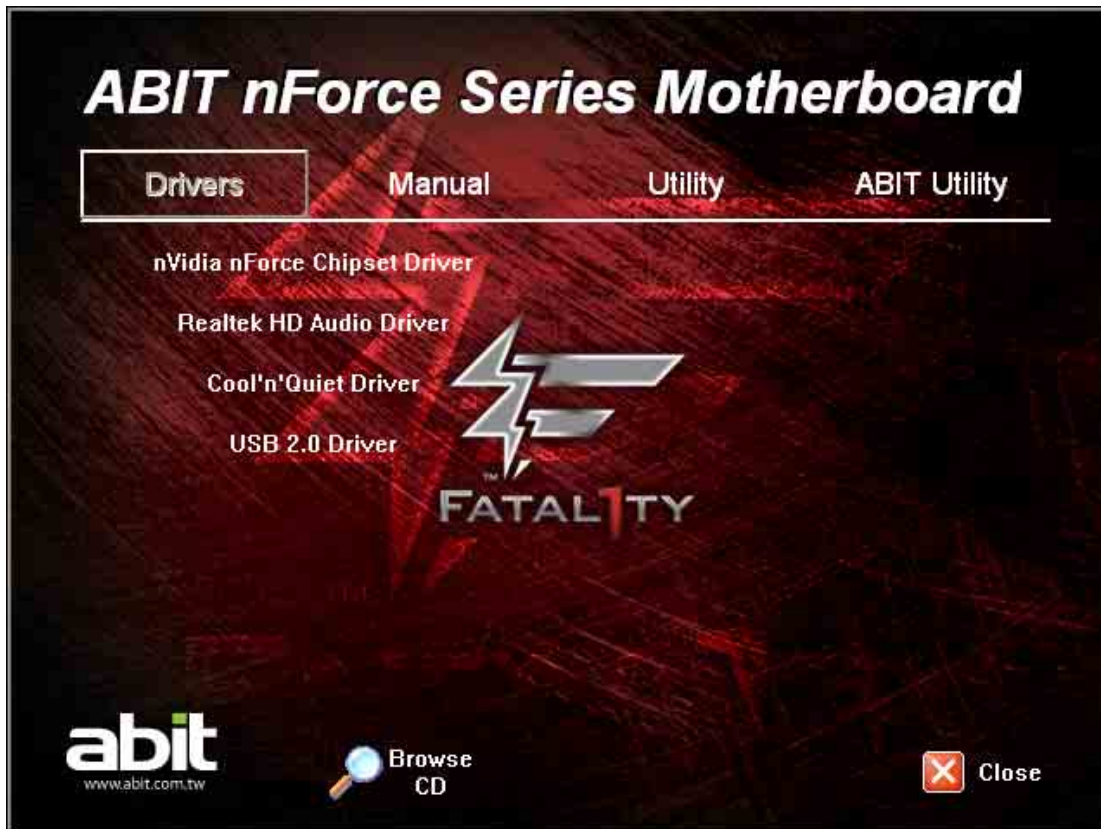 ABIT nForce Series Motherboard
Drivers
Manual
Utility
ABIT Utility
nVidia nForce Chipset Driver
Realtek HD Audio Driver
Cool'n'Quiet Driver
USB 2.0 Driver
™
FATAL1TY
abit
www.abit.com.tw
Browse
CD
Close